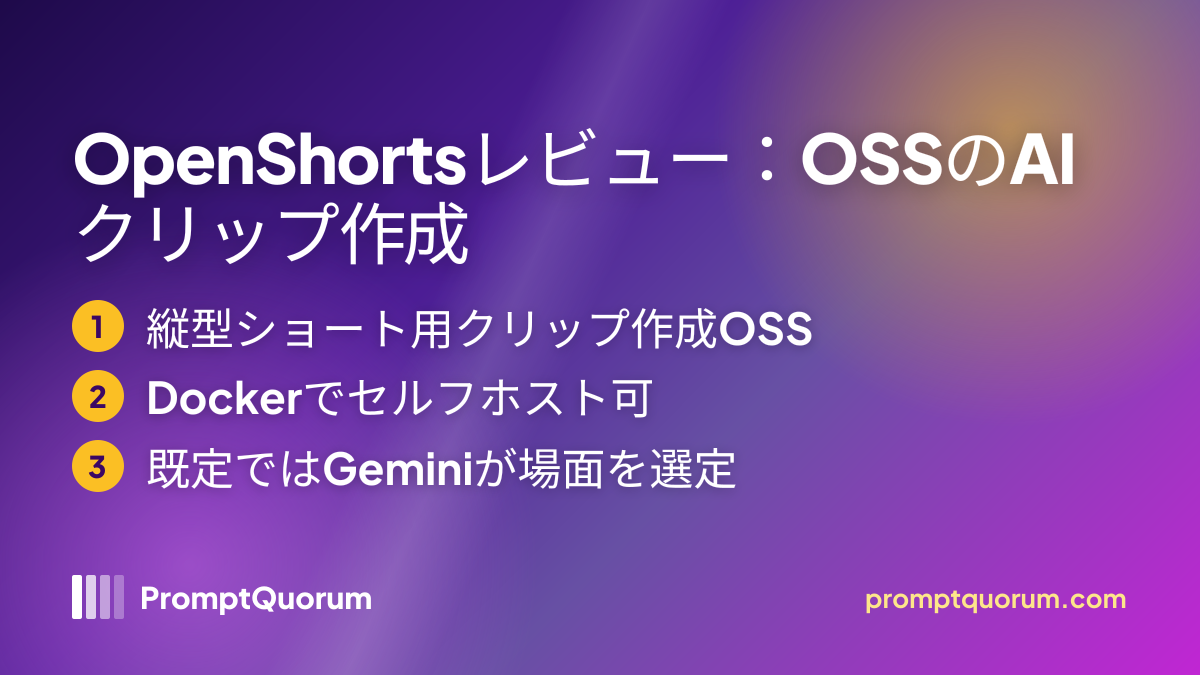 OpenShortsレビュー：OSSのAI
クリップ作成
1 縦型ショート用クリップ作成OSS
2 Dockerでセルフホスト可
3 既定ではGeminiが場面を選定
PromptQuorum
promptquorum.com